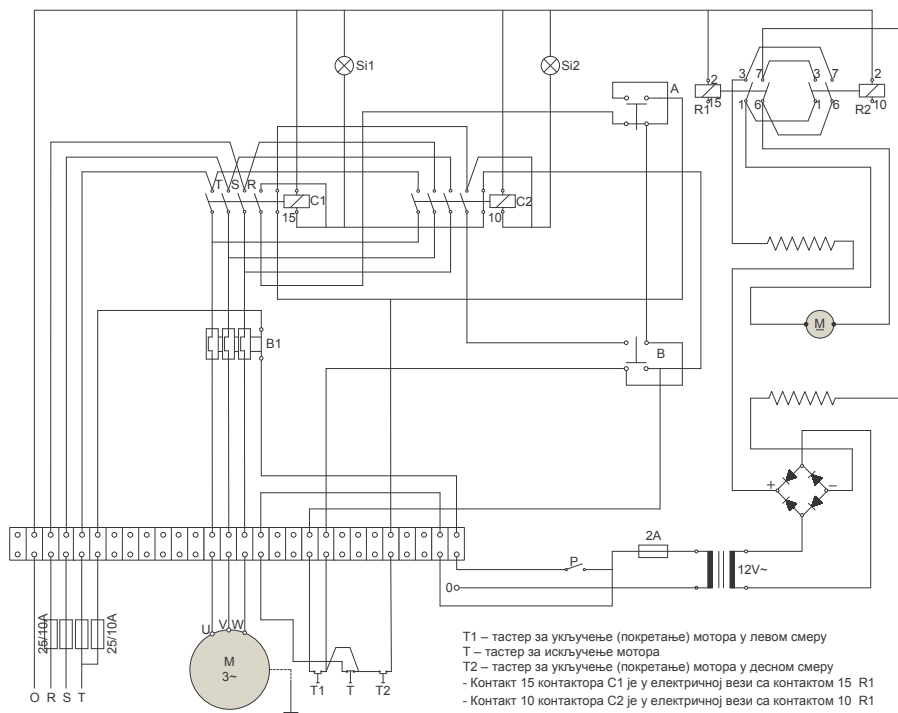 Si1
Si2
A
2
15
R1
3 7
1 6
3 7
1 6
2
10
R2
T S R
C1
15
C2
10
B1
B
M
+
–
2A
P
12V~
0
25/10A
25/10A
U V W
M
3~
T1 T T2
O R S T
T1 – тастер за укључење (покретање) мотора у левом смеру
T – тастер за искључење мотора
T2 – тастер за укључење (покретање) мотора у десном смеру
- Контакт 15 контактора C1 је у електричној вези са контактом 15 R1
- Контакт 10 контактора C2 је у електричној вези са контактом 10 R1